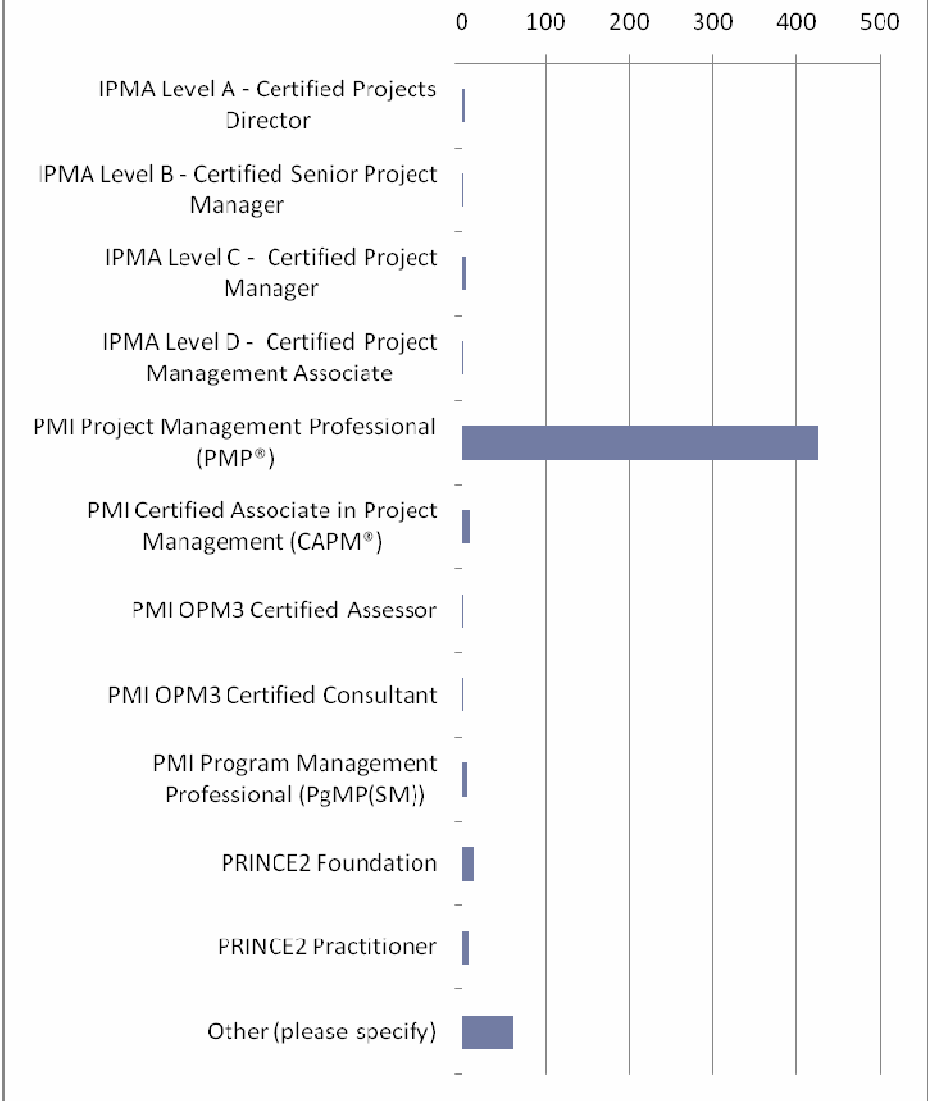 0 100 200 300 400 500
IPMA Level A - Certified Projects
Director
IPMA Level B - Certified Senior Project
Manager
IPMA Level C -  Certified Project
Manager
IPMA Level D -  Certified Project
Management Associate
PMI Project Management Professional
(PMP®)
PMI Certified Associate in Project
Management (CAPM®)
PMI OPM3 Certified Assessor
PMI OPM3 Certified Consultant
PMI Program Management
Professional (PgMP(SM))
PRINCE2 Foundation
PRINCE2 Practitioner
Other (please specify)